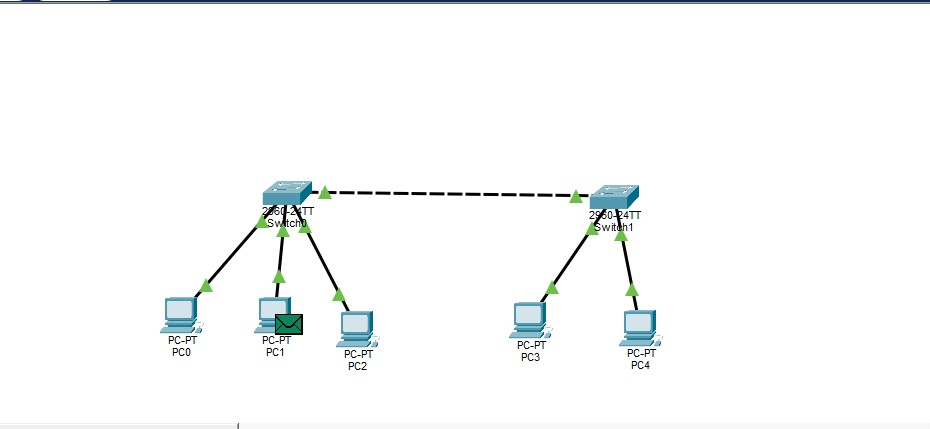 2960-24TT
Switch0
2960-24TT
Switch1
PC-PT
PC0
PC-PT
PC1
PC-PT
PC2
PC-PT
PC3
PC-PT
PC4